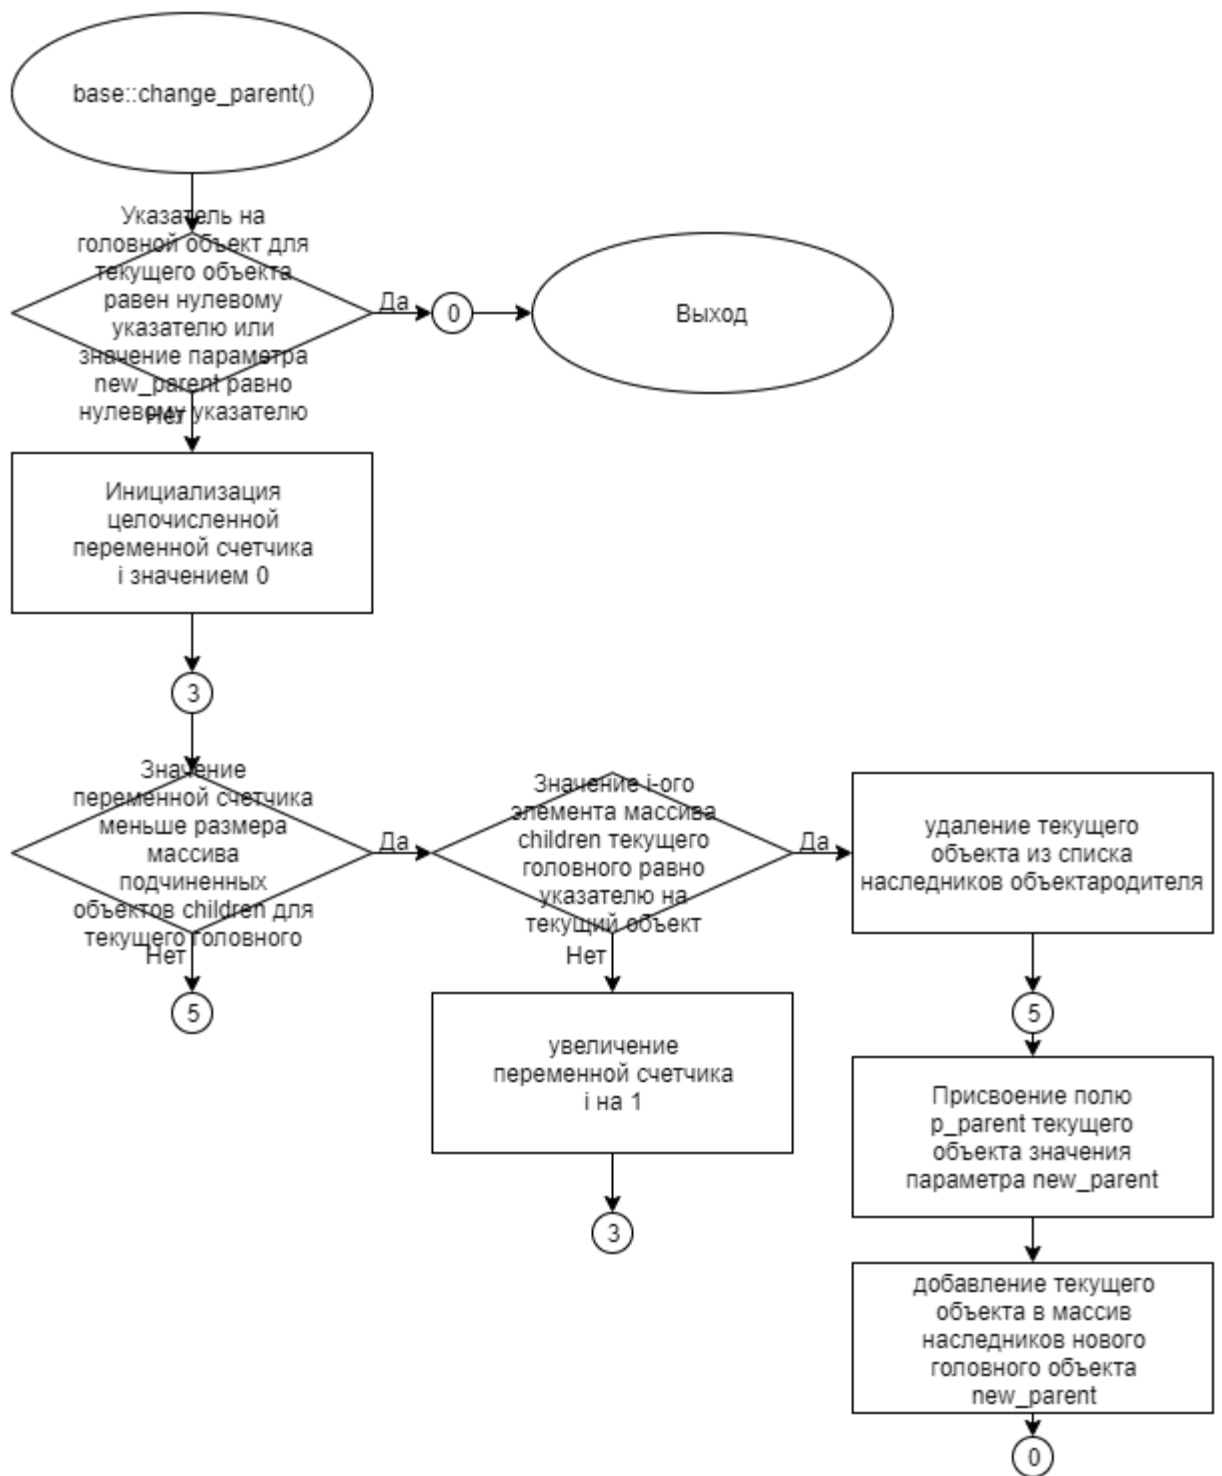 base::change_parent()
Указатель на
головной объект для
текущего объекта
равен нулевому
указателю или
значение параметра
new_parent равно
нулевому указателю
Да
0
Выход
Нет
Инициализация
целочисленной
переменной счетчика
i значением 0
3
Значение
переменной счетчика
меньше размера
массива
подчиненных
объектов children для
текущего головного
Да
Значение i-ого
элемента массива
children текущего
головного равно
указателю на
текущий объект
Да
удаление текущего
объекта из списка
наследников объектародителя
Нет
5
Нет
увеличение
переменной счетчика
i на 1
3
5
Присвоение полю
p_parent текущего
объекта значения
параметра new_parent
добавление текущего
объекта в массив
наследников нового
головного объекта
new_parent
0